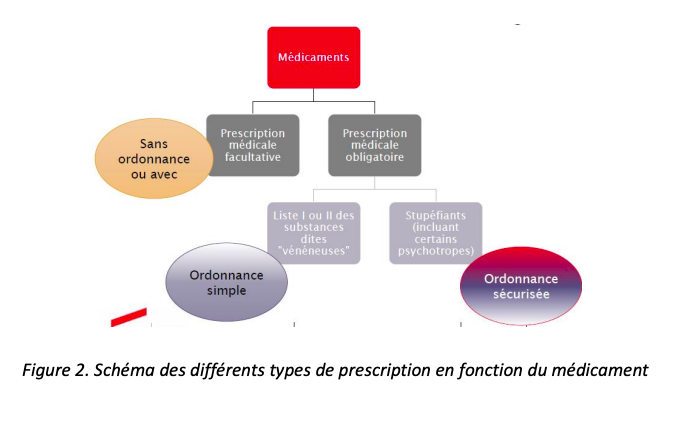 Médicaments
Prescription
médicale
facultative
Prescription
médicale
obligatoire
Sans
ordonnance
ou avec
Liste I ou II des
substances
dites
"vénéneuses"
Stupéfiants
(incluant
certains
psychotropes)
Ordonnance
simple
Ordonnance
sécurisée
Figure 2. Schéma des différents types de prescription en fonction du médicament